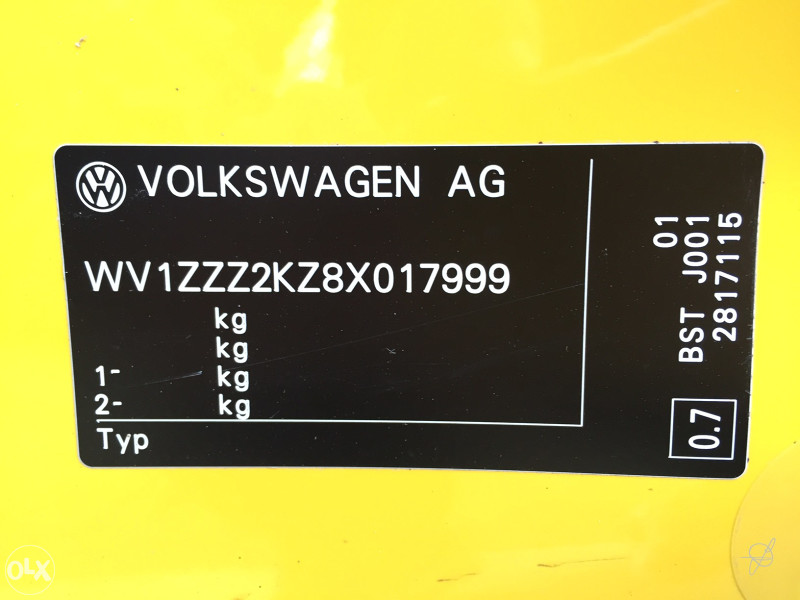 VOLKSWAGEN AG
WV1ZZZ2KZ8X017999
kg
kg
1- kg
2- kg
Typ
01
BST J001
2817115
0.7
OLX